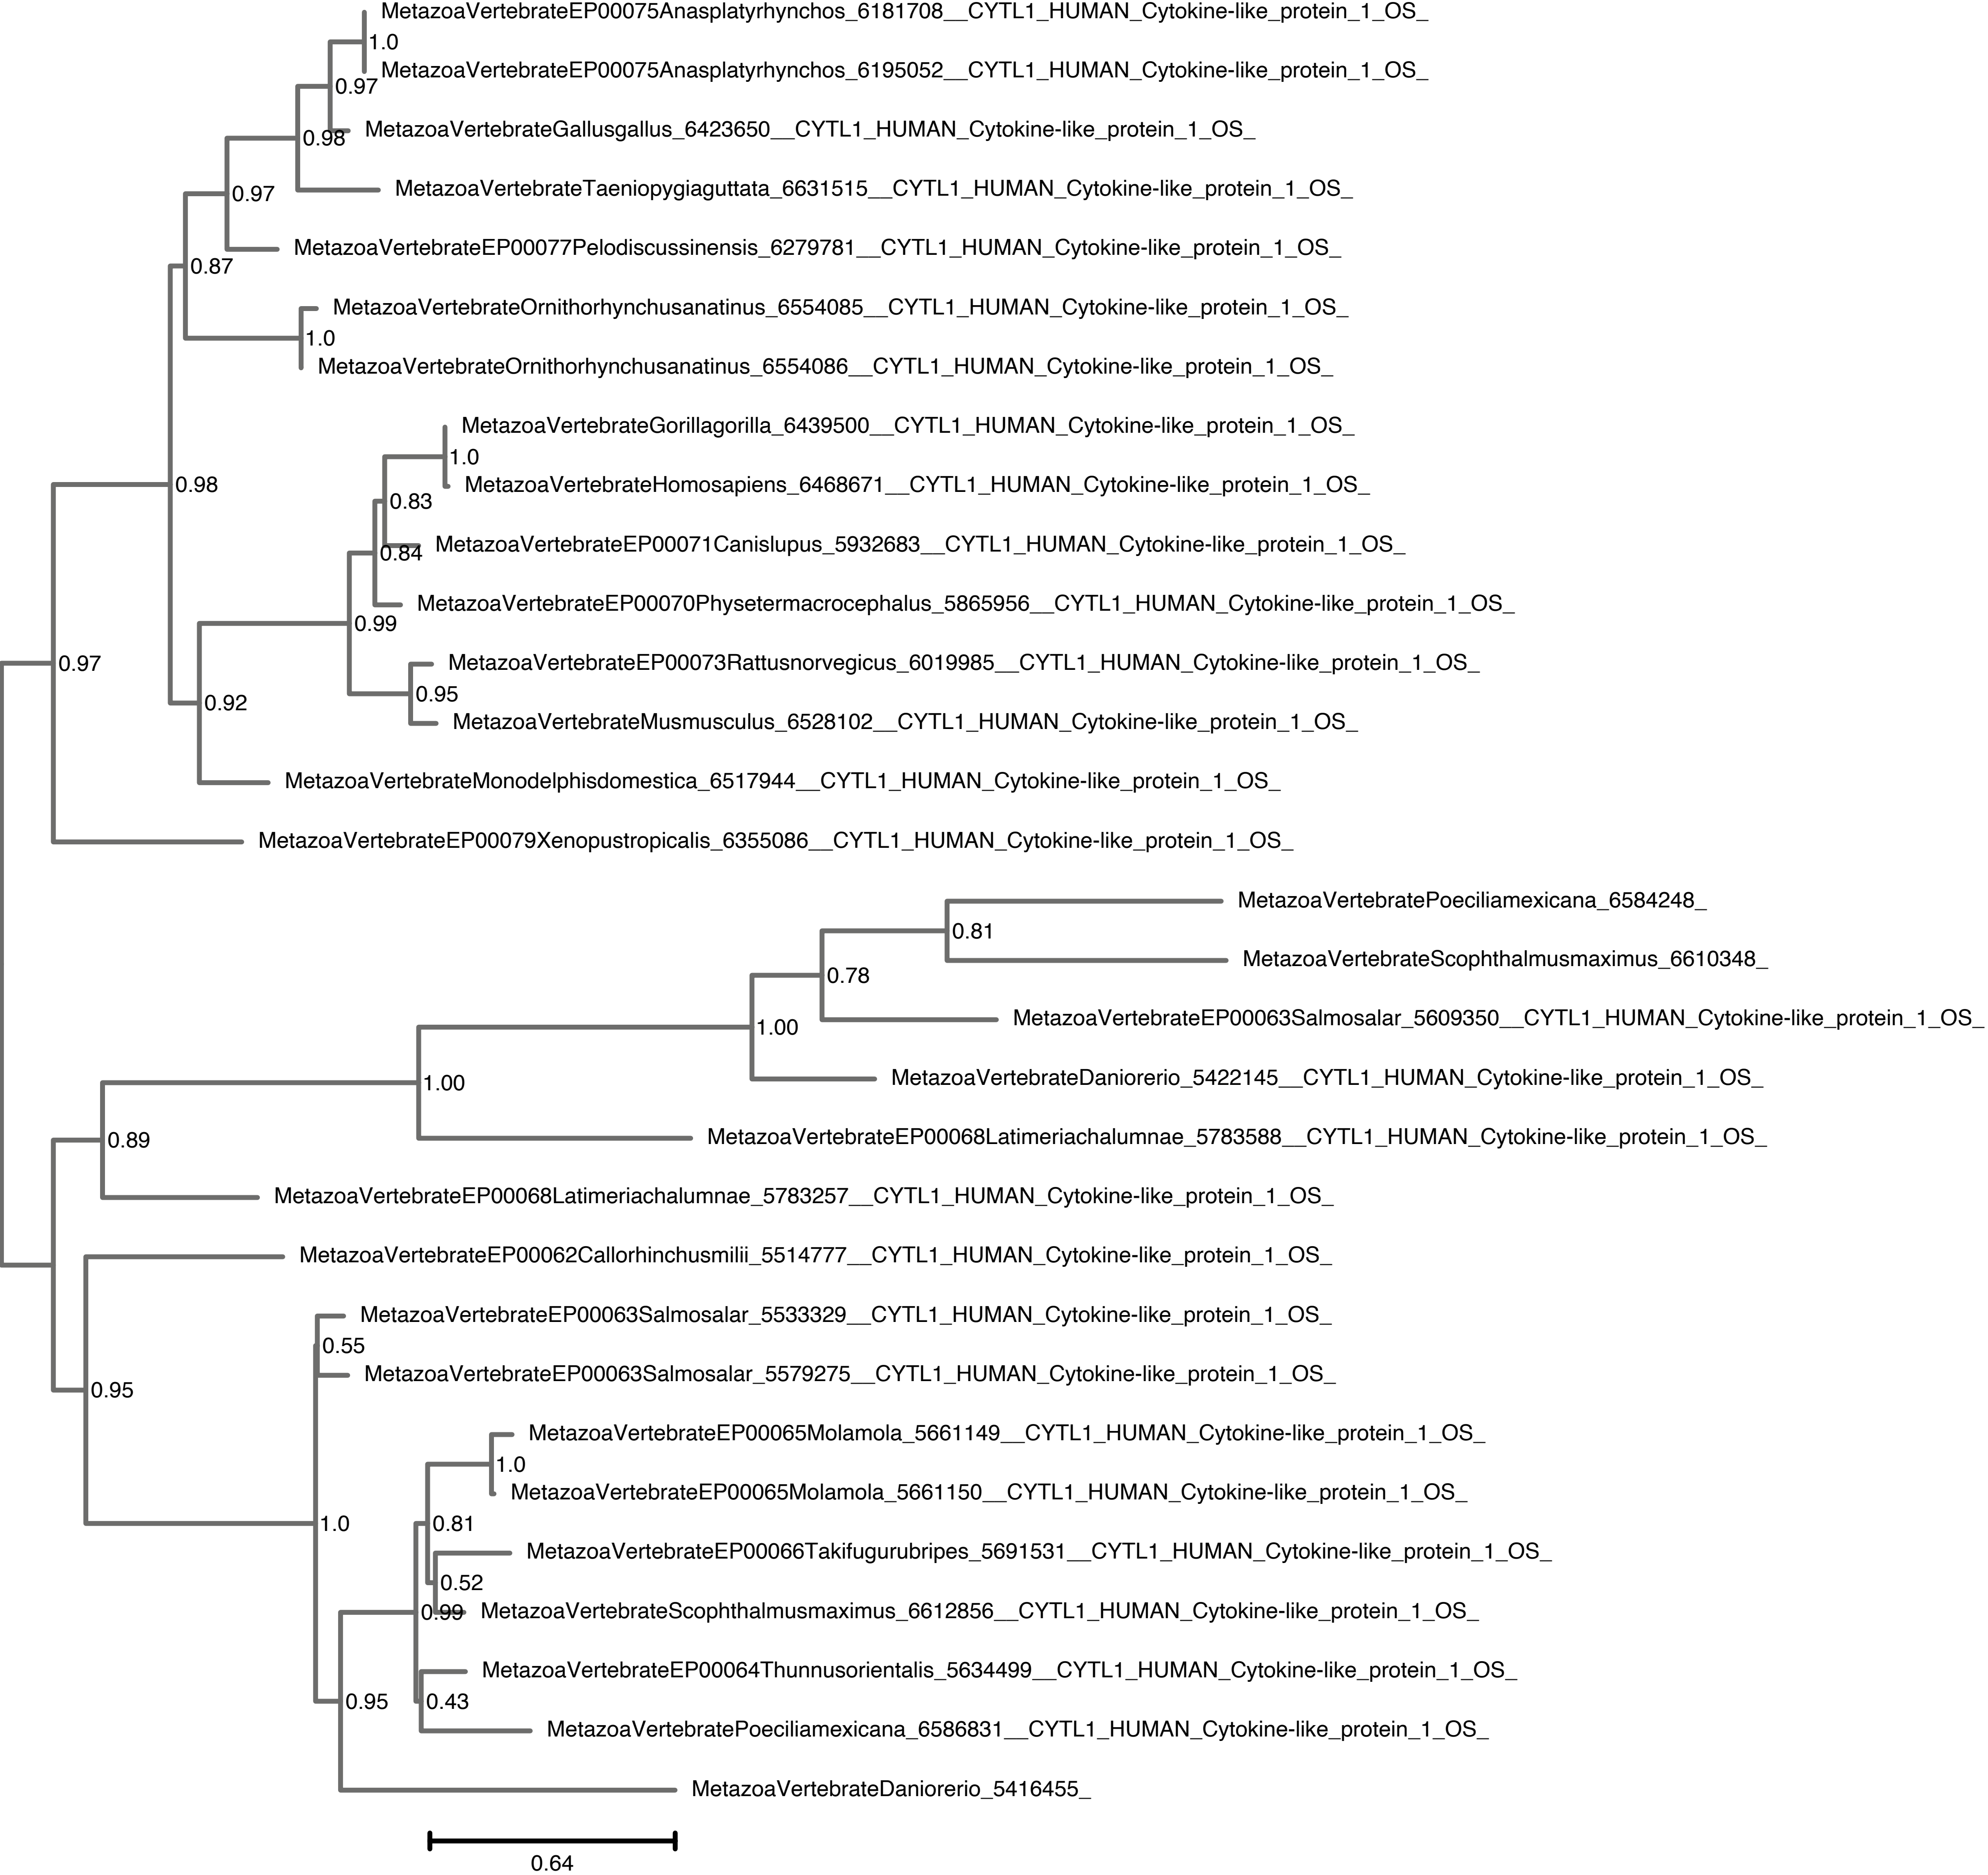 MetazoaVertebrateEP00075Anasplatyrhynchos_6181708__CYTL1_HUMAN_Cytokine-like_protein_1_OS_
1.0
MetazoaVertebrateEP00075Anasplatyrhynchos_6195052__CYTL1_HUMAN_Cytokine-like_protein_1_OS_
0.97
MetazoaVertebrateGallusgallus_6423650__CYTL1_HUMAN_Cytokine-like_protein_1_OS_
0.98
MetazoaVertebrateTaeniopygiaguttata_6631515__CYTL1_HUMAN_Cytokine-like_protein_1_OS_
0.97
MetazoaVertebrateEP00077Pelodiscussinensis_6279781__CYTL1_HUMAN_Cytokine-like_protein_1_OS_
0.87
MetazoaVertebrateOrnithorhynchusanatinus_6554085__CYTL1_HUMAN_Cytokine-like_protein_1_OS_
1.0
MetazoaVertebrateOrnithorhynchusanatinus_6554086__CYTL1_HUMAN_Cytokine-like_protein_1_OS_
MetazoaVertebrateGorillagorilla_6439500__CYTL1_HUMAN_Cytokine-like_protein_1_OS_
1.0
0.98
MetazoaVertebrateHomosapiens_6468671__CYTL1_HUMAN_Cytokine-like_protein_1_OS_
0.83
MetazoaVertebrateEP00071Canislupus_5932683__CYTL1_HUMAN_Cytokine-like_protein_1_OS_
0.84
MetazoaVertebrateEP00070Physetermacrocephalus_5865956__CYTL1_HUMAN_Cytokine-like_protein_1_OS_
0.99
MetazoaVertebrateEP00073Rattusnorvegicus_6019985__CYTL1_HUMAN_Cytokine-like_protein_1_OS_
0.97
0.95
0.92
MetazoaVertebrateMusmusculus_6528102__CYTL1_HUMAN_Cytokine-like_protein_1_OS_
MetazoaVertebrateMonodelphisdomestica_6517944__CYTL1_HUMAN_Cytokine-like_protein_1_OS_
MetazoaVertebrateEP00079Xenopustropicalis_6355086__CYTL1_HUMAN_Cytokine-like_protein_1_OS_
MetazoaVertebratePoeciliamexicana_6584248_
0.81
MetazoaVertebrateScophthalmusmaximus_6610348_
0.78
MetazoaVertebrateEP00063Salmosalar_5609350__CYTL1_HUMAN_Cytokine-like_protein_1_OS_
1.00
MetazoaVertebrateDaniorerio_5422145__CYTL1_HUMAN_Cytokine-like_protein_1_OS_
1.00
MetazoaVertebrateEP00068Latimeriachalumnae_5783588__CYTL1_HUMAN_Cytokine-like_protein_1_OS_
0.89
MetazoaVertebrateEP00068Latimeriachalumnae_5783257__CYTL1_HUMAN_Cytokine-like_protein_1_OS_
MetazoaVertebrateEP00062Callorhinchusmilii_5514777__CYTL1_HUMAN_Cytokine-like_protein_1_OS_
MetazoaVertebrateEP00063Salmosalar_5533329__CYTL1_HUMAN_Cytokine-like_protein_1_OS_
0.55
MetazoaVertebrateEP00063Salmosalar_5579275__CYTL1_HUMAN_Cytokine-like_protein_1_OS_
0.95
MetazoaVertebrateEP00065Molamola_5661149__CYTL1_HUMAN_Cytokine-like_protein_1_OS_
1.0
MetazoaVertebrateEP00065Molamola_5661150__CYTL1_HUMAN_Cytokine-like_protein_1_OS_
1.0
0.81
MetazoaVertebrateEP00066Takifugurubripes_5691531__CYTL1_HUMAN_Cytokine-like_protein_1_OS_
0.52
0.99
MetazoaVertebrateScophthalmusmaximus_6612856__CYTL1_HUMAN_Cytokine-like_protein_1_OS_
MetazoaVertebrateEP00064Thunnusorientalis_5634499__CYTL1_HUMAN_Cytokine-like_protein_1_OS_
0.95
0.43
MetazoaVertebratePoeciliamexicana_6586831__CYTL1_HUMAN_Cytokine-like_protein_1_OS_
MetazoaVertebrateDaniorerio_5416455_
0.64